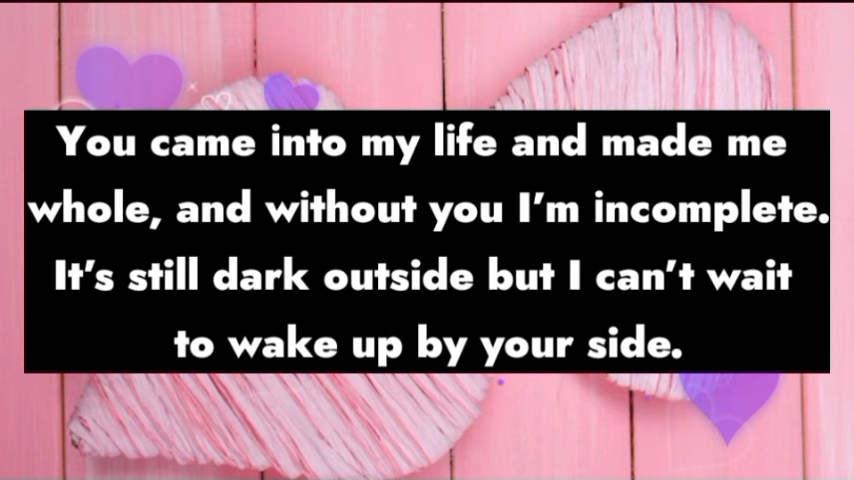 You came into my life and made me
whole, and without you I'm incomplete.
It's still dark outside but I can't wait
to wake up by your side.